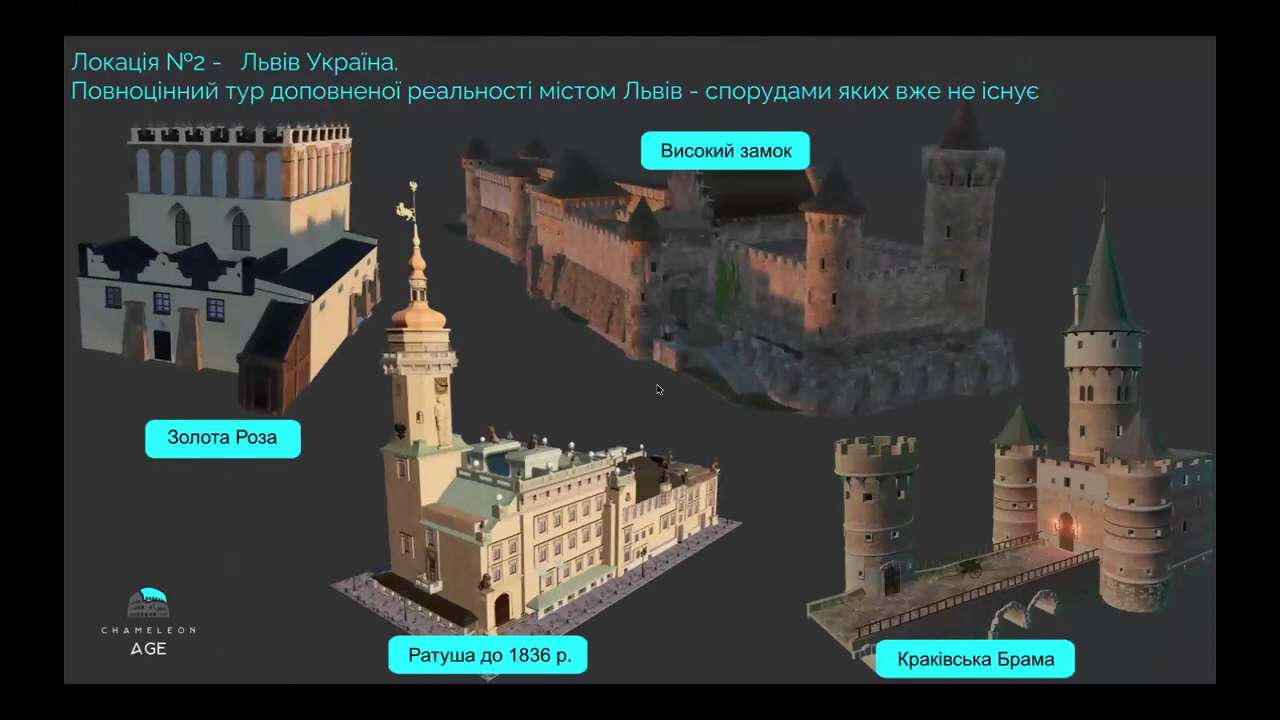 Локація №2 - Львів Україна.
Повноцінний тур доповненої реальності містом Львів - спорудами яких вже не існує
Високий замок
Золота Роза
Ратуша до 1836 р.
Краківська Брама
CHAMELEON
AGE